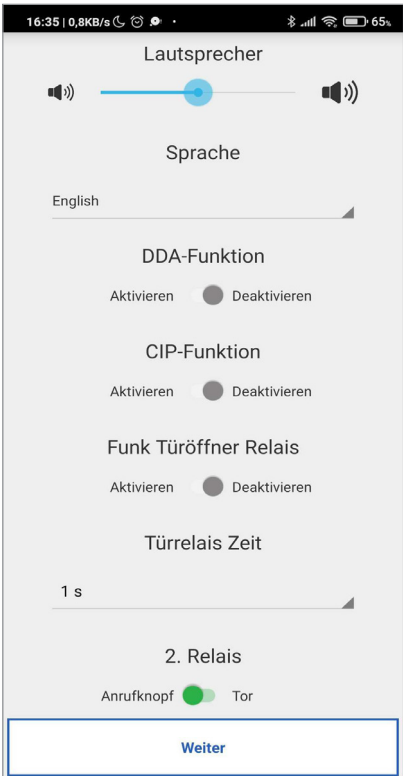 16:35 | 0,8KB/s 65%
Lautsprecher
Sprache
English
DDA-Funktion
Aktivieren Deaktivieren
CIP-Funktion
Aktivieren Deaktivieren
Funk Türöffner Relais
Aktivieren Deaktivieren
Türrelais Zeit
1 s
2. Relais
Anrufknopf Tor
Weiter